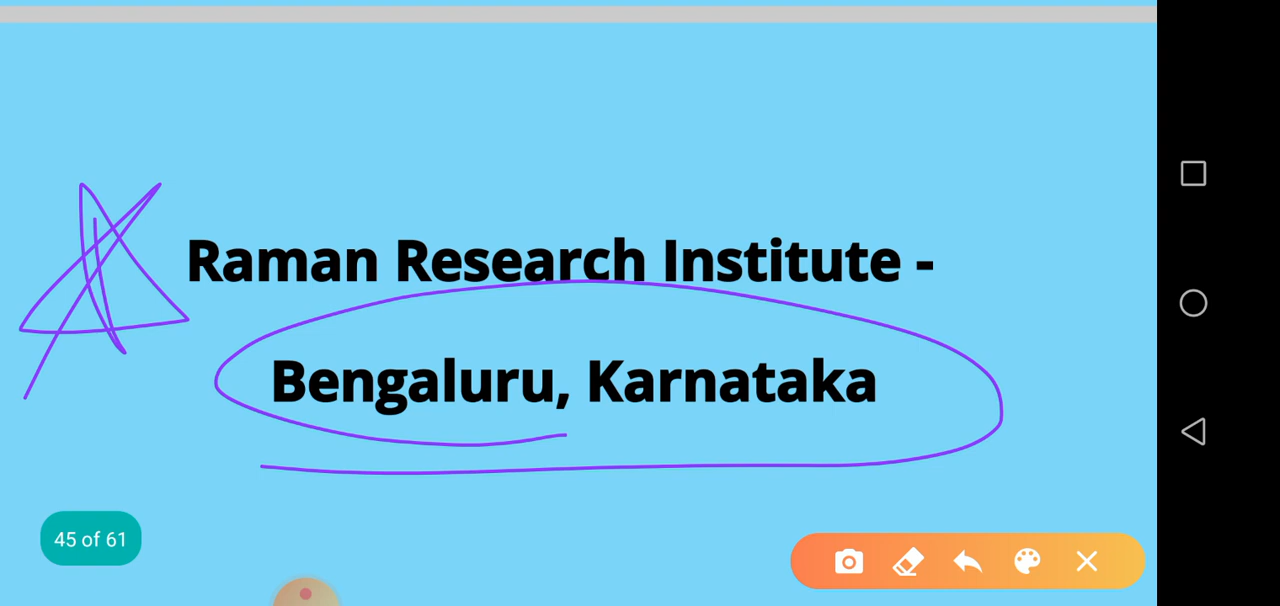 Raman Research Institute -
Bengaluru, Karnataka
45 of 61